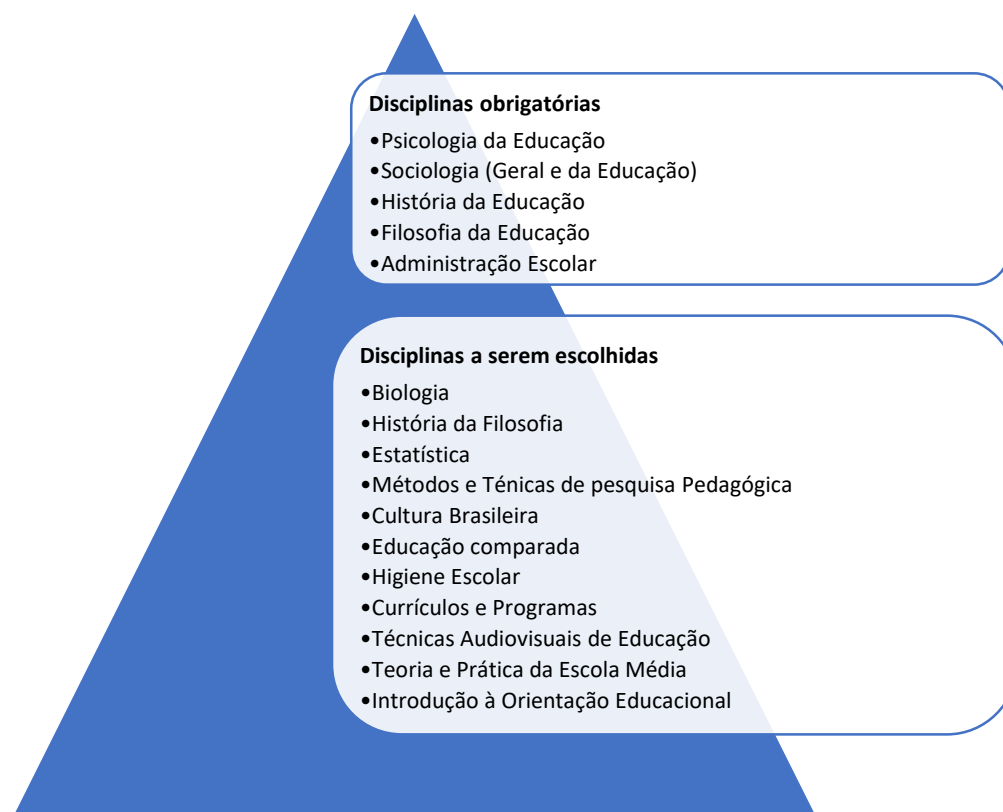 Disciplinas obrigatórias
•Psicologia da Educação
•Sociologia (Geral e da Educação)
•História da Educação
•Filosofia da Educação
•Administração Escolar
Disciplinas a serem escolhidas
•Biologia
•História da Filosofia
•Estatística
•Métodos e Ténicas de pesquisa Pedagógica
•Cultura Brasileira
•Educação comparada
•Higiene Escolar
•Currículos e Programas
•Técnicas Audiovisuais de Educação
•Teoria e Prática da Escola Média
•Introdução à Orientação Educacional